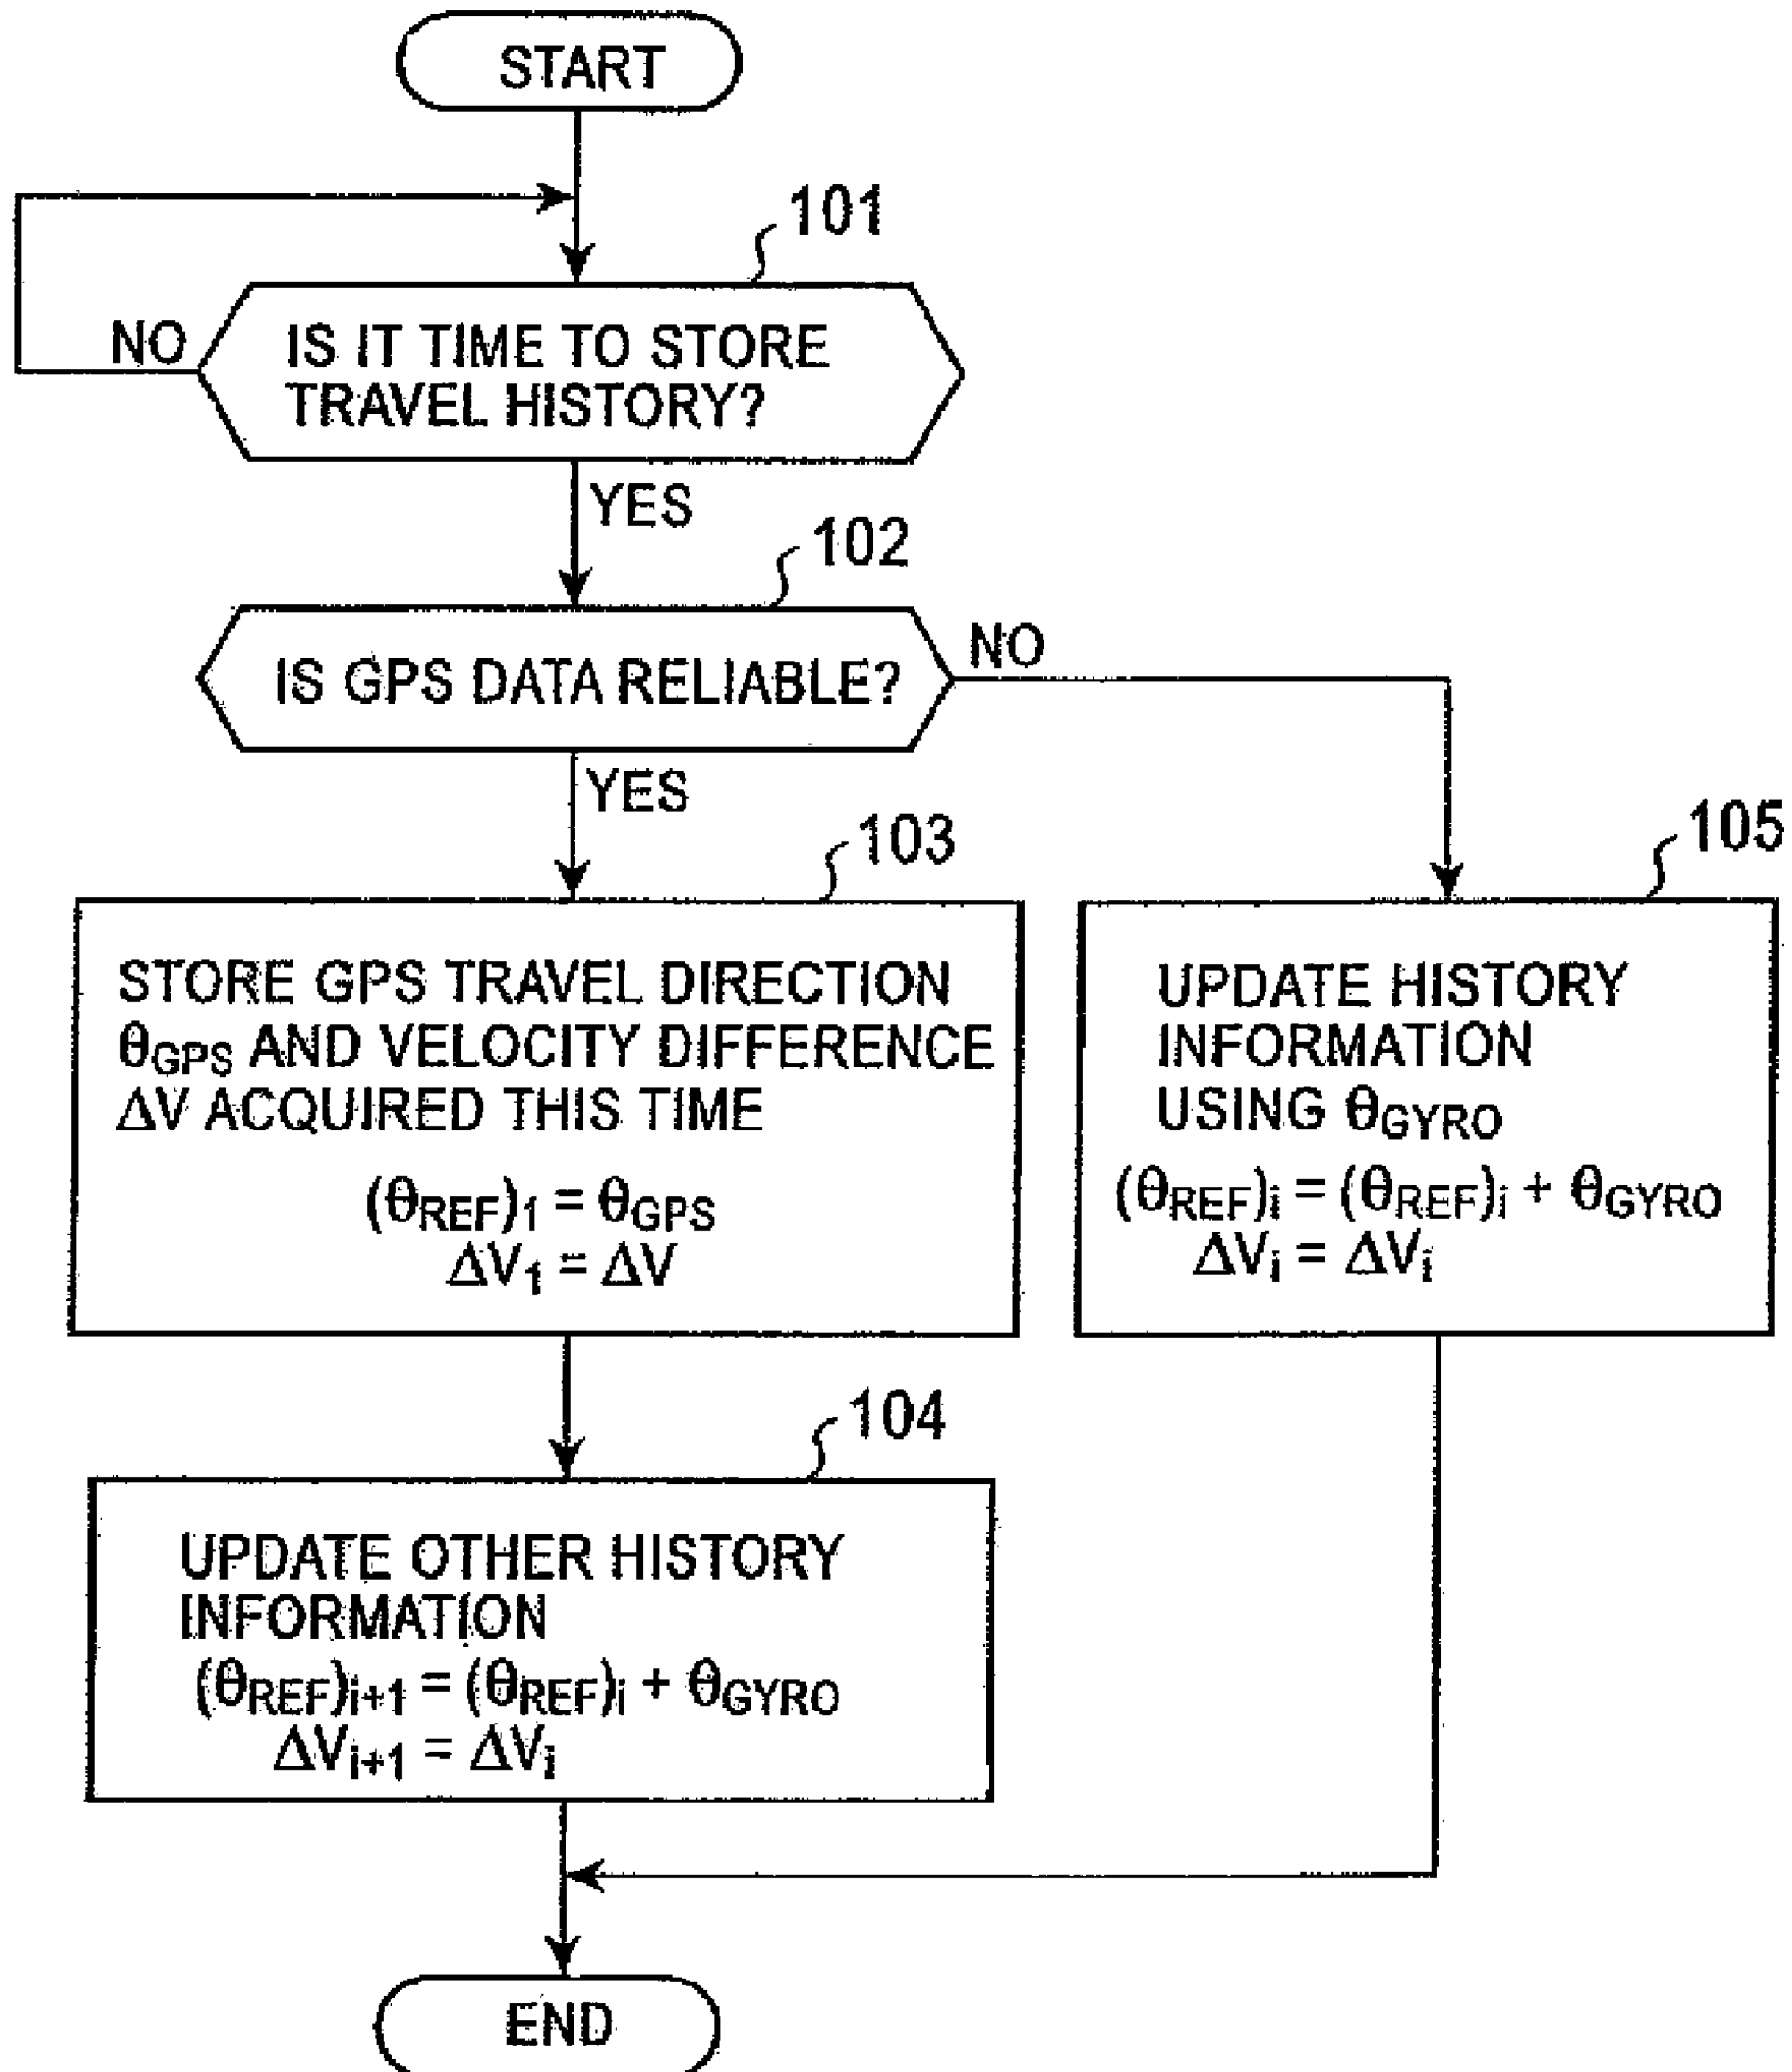 START
101
NO
IS IT TIME TO STORE
TRAVEL HISTORY?
YES
102
NO
IS GPS DATA RELIABLE?
YES
103
STORE GPS TRAVEL DIRECTION
θGPS AND VELOCITY DIFFERENCE
ΔV ACQUIRED THIS TIME
(θREF)1 = θGPS
ΔV1 = ΔV
105
UPDATE HISTORY
INFORMATION
USING θGYRO
(θREF)i = (θREF)i + θGYRO
ΔVi = ΔVi
104
UPDATE OTHER HISTORY
INFORMATION
(θREF)i+1 = (θREF)i + θGYRO
ΔVi+1 = ΔVi
END